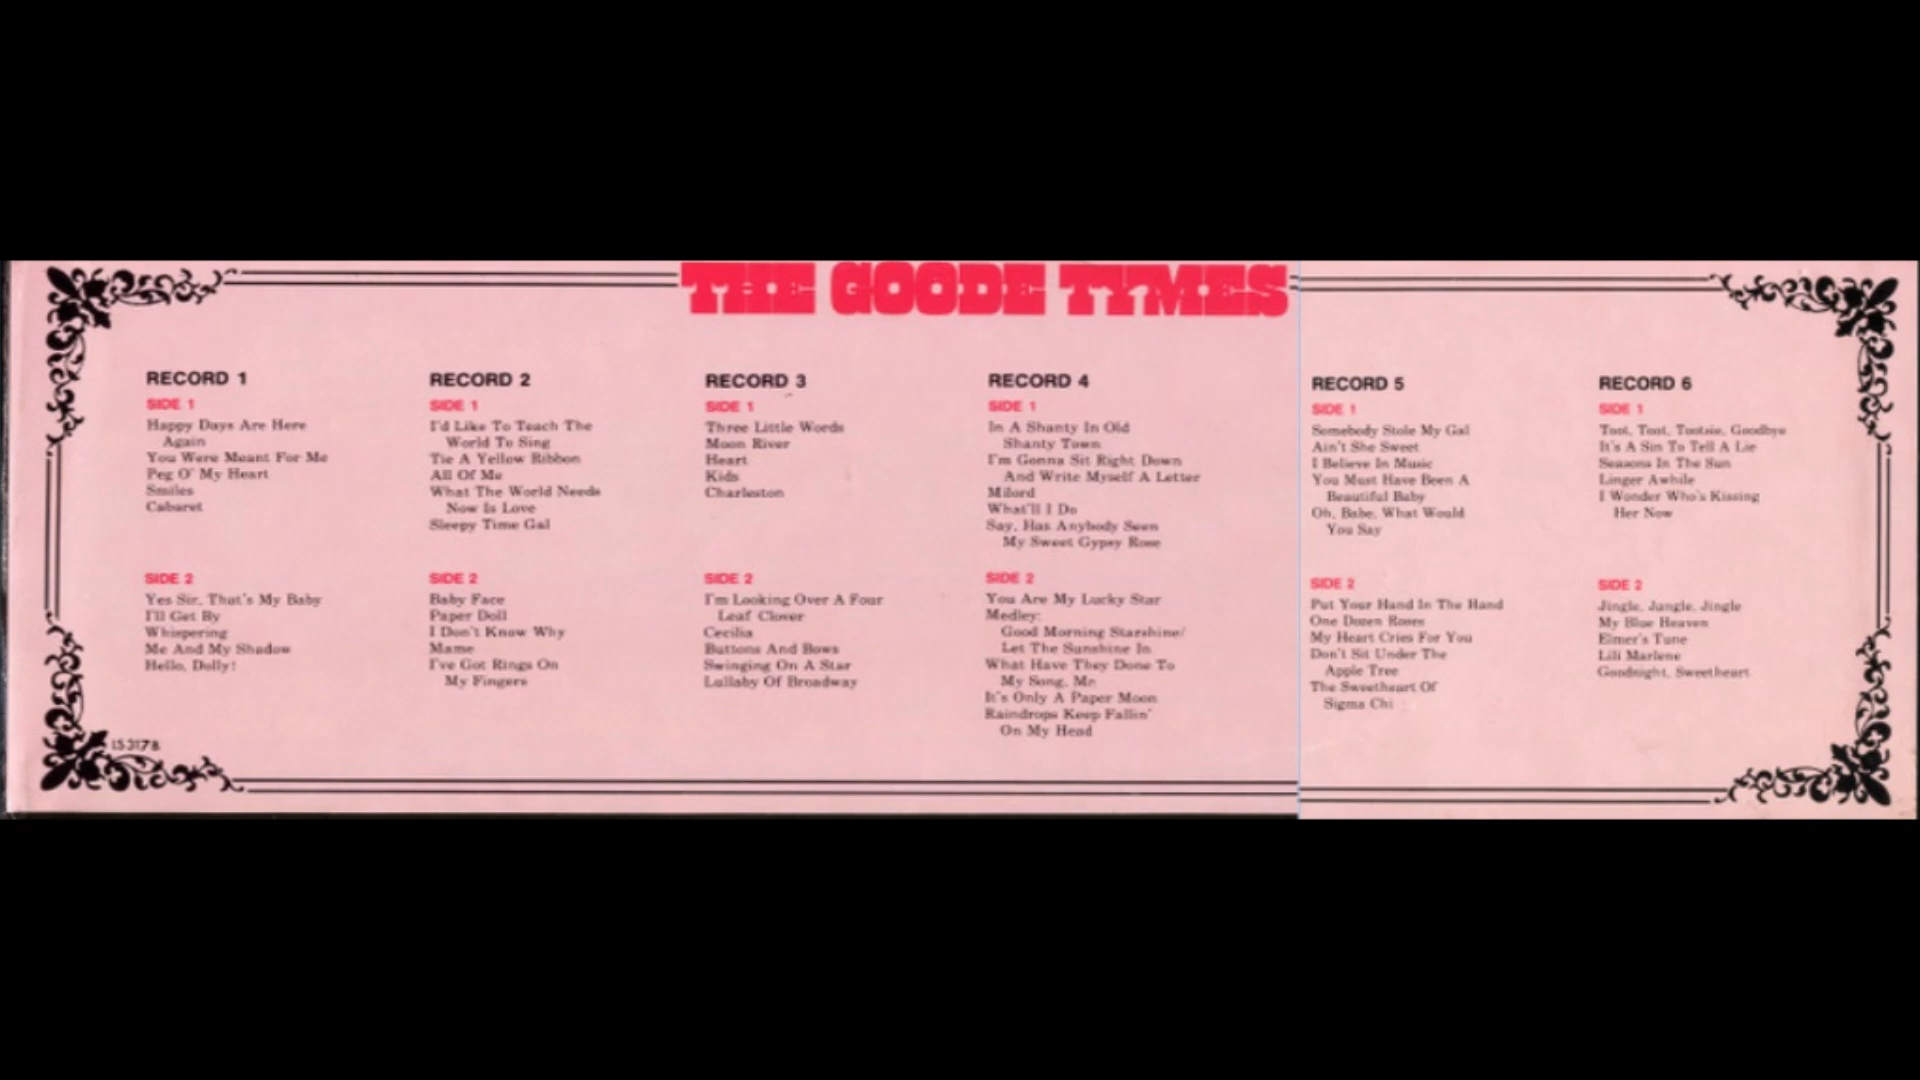 THE GOODE TYMES
RECORD 1
SIDE 1
Happy Days Are Here
Again
You Were Meant For Me
Peg O' My Heart
Smiles
Cabaret
SIDE 2
Yes Sir, That's My Baby
I'll Get By
Whispering
Me And My Shadow
Hello, Dolly!
RECORD 2
SIDE 1
I'd Like To Teach The
World To Sing
Tie A Yellow Ribbon
All Of Me
What The World Needs
Now Is Love
Sleepy Time Gal
SIDE 2
Baby Face
Paper Doll
I Don't Know Why
Mame
I've Got Rings On
My Fingers
RECORD 3
SIDE 1
Three Little Words
Moon River
Heart
Kids
Charleston
SIDE 2
I'm Looking Over A Four
Leaf Clover
Cecilia
Buttons And Bows
Swinging On A Star
Lullaby Of Broadway
RECORD 4
SIDE 1
In A Shanty In Old
Shanty Town
I'm Gonna Sit Right Down
And Write Myself A Letter
Milord
What'll I Do
Say, Has Anybody Seen
My Sweet Gypsy Rose
SIDE 2
You Are My Lucky Star
Medley:
Good Morning Starshine/
Let The Sunshine In
What Have They Done To
My Song, Ma
It's Only A Paper Moon
Raindrops Keep Fallin'
On My Head
RECORD 5
SIDE 1
Somebody Stole My Gal
Ain't She Sweet
I Believe In Music
You Must Have Been A
Beautiful Baby
Oh, Babe, What Would
You Say
SIDE 2
Put Your Hand In The Hand
One Dozen Roses
My Heart Cries For You
Don't Sit Under The
Apple Tree
The Sweetheart Of
Sigma Chi
RECORD 6
SIDE 1
Toot, Toot, Tootsie, Goodbye
It's A Sin To Tell A Lie
Seasons In The Sun
Linger Awhile
I Wonder Who's Kissing
Her Now
SIDE 2
Jingle, Jangle, Jingle
My Blue Heaven
Elmer's Tune
Lili Marlene
Goodnight, Sweetheart
LS 317B